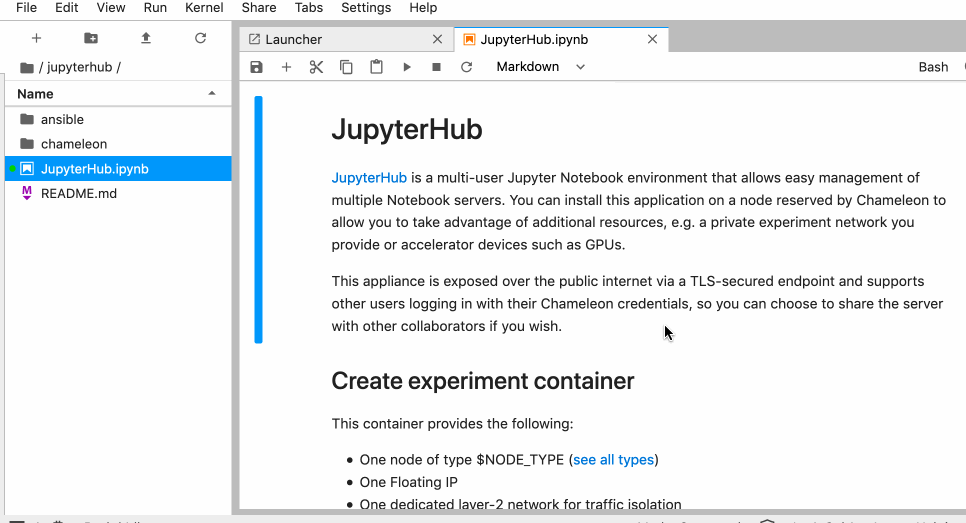 File Edit View Run Kernel Share Tabs Settings Help
Launcher
JupyterHub.ipynb
/ jupyterhub /
Markdown
Bash
Name
ansible
chameleon
JupyterHub.ipynb
README.md
JupyterHub
JupyterHub is a multi-user Jupyter Notebook environment that allows easy management of
multiple Notebook servers. You can install this application on a node reserved by Chameleon to
allow you to take advantage of additional resources, e.g. a private experiment network you
provide or accelerator devices such as GPUs.
This appliance is exposed over the public internet via a TLS-secured endpoint and supports
other users logging in with their Chameleon credentials, so you can choose to share the server
with other collaborators if you wish.
Create experiment container
This container provides the following:
One node of type $NODE_TYPE (see all types)
One Floating IP
One dedicated layer-2 network for traffic isolation